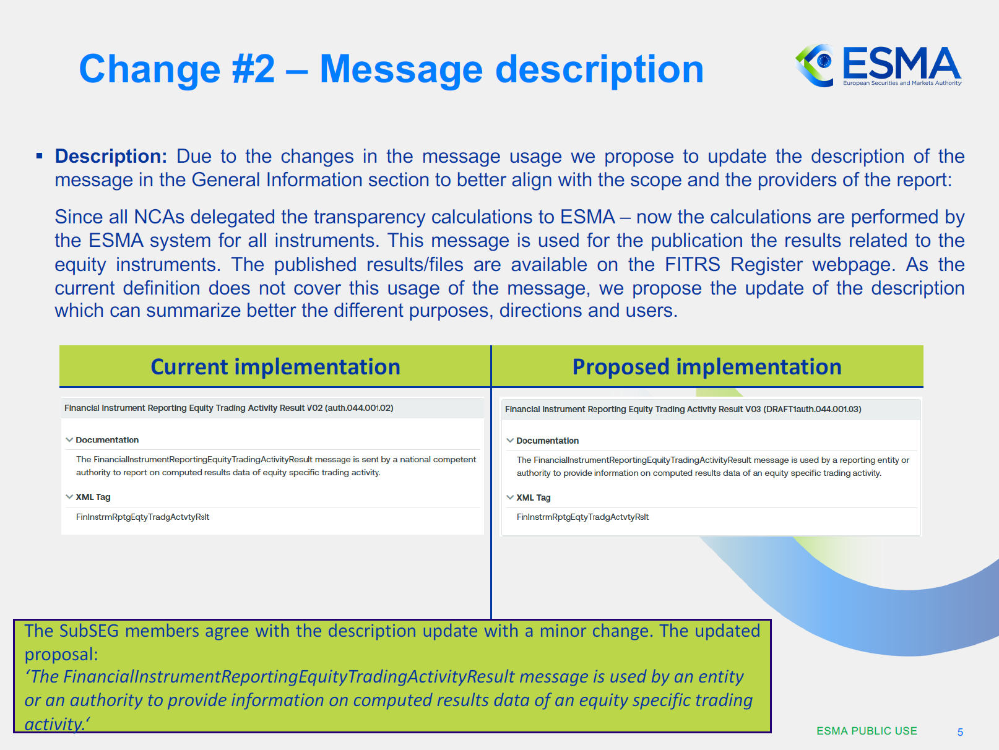 Change #2 – Message description
ESMA
European Securities and Markets Authority
▪ Description: Due to the changes in the message usage we propose to update the description of the
message in the General Information section to better align with the scope and the providers of the report:
Since all NCAs delegated the transparency calculations to ESMA – now the calculations are performed by
the ESMA system for all instruments. This message is used for the publication the results related to the
equity instruments. The published results/files are available on the FITRS Register webpage. As the
current definition does not cover this usage of the message, we propose the update of the description
which can summarize better the different purposes, directions and users.
Current implementation
Financial Instrument Reporting Equity Trading Activity Result V02 (auth.044.001.02)
Documentation
The FinancialInstrumentReportingEquityTradingActivityResult message is sent by a national competent
authority to report on computed results data of equity specific trading activity.
XML Tag
FinInstrmRptgEqtyTradgActvtyRslt
Proposed implementation
Financial Instrument Reporting Equity Trading Activity Result V03 (DRAFT1auth.044.001.03)
Documentation
The FinancialInstrumentReportingEquityTradingActivityResult message is used by a reporting entity or
authority to provide information on computed results data of an equity specific trading activity.
XML Tag
FinInstrmRptgEqtyTradgActvtyRslt
The SubSEG members agree with the description update with a minor change. The updated
proposal:
‘The FinancialInstrumentReportingEquityTradingActivityResult message is used by an entity
or an authority to provide information on computed results data of an equity specific trading
activity.‘
ESMA PUBLIC USE
5